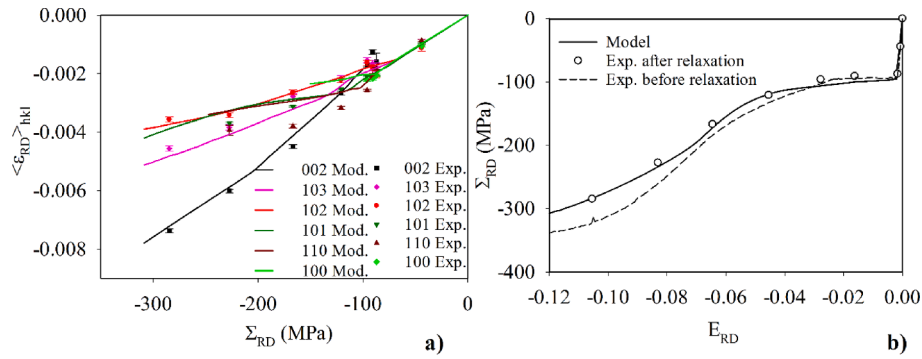 0.000
-0.002
-0.004
-0.006
-0.008
<ε_RD>_hkl
002 Mod.
103 Mod.
102 Mod.
101 Mod.
110 Mod.
100 Mod.
002 Exp.
103 Exp.
102 Exp.
101 Exp.
110 Exp.
100 Exp.
-300 -200 -100 0
Σ_RD (MPa)
a)
0
-100
-200
-300
-400
Σ_RD (MPa)
Model
Exp. after relaxation
Exp. before relaxation
-0.12 -0.10 -0.08 -0.06 -0.04 -0.02 0.00
E_RD
b)